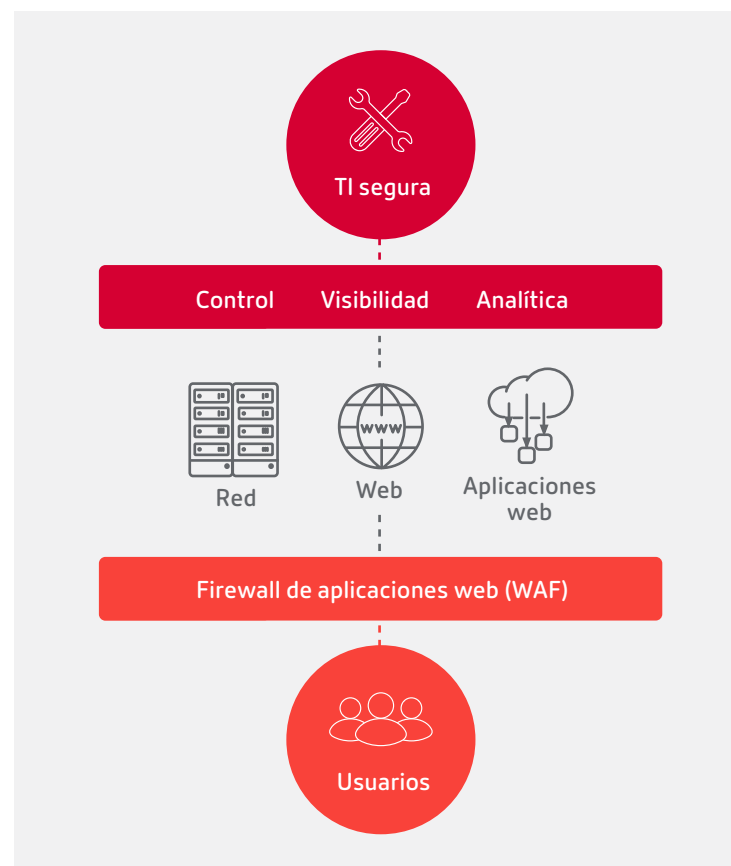 TI segura
Control Visibilidad Analítica
www
Red
Web
Aplicaciones
web
Firewall de aplicaciones web (WAF)
Usuarios